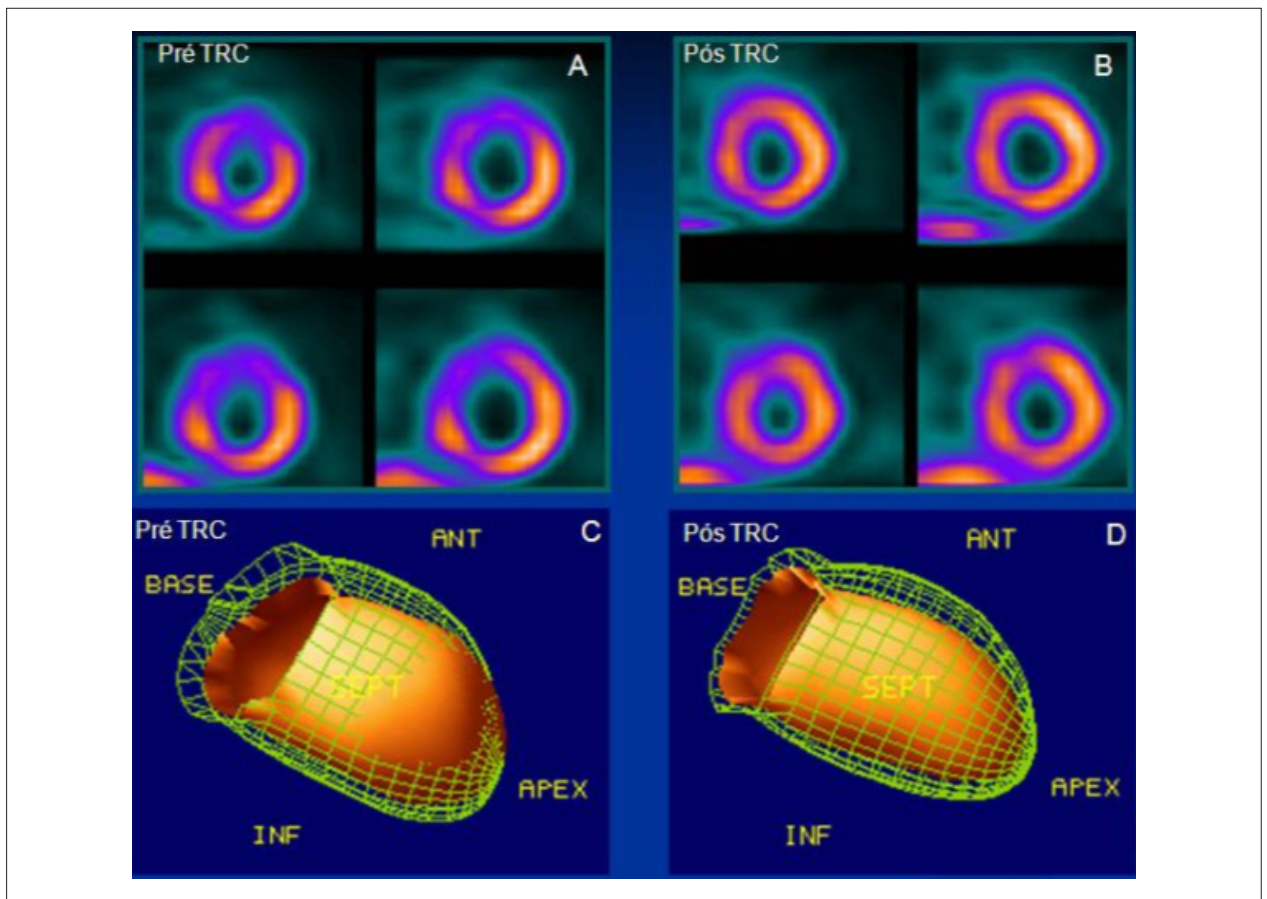 Pré TRC
A
Pós TRC
B
Pré TRC
C
ANT
BASE
SEPT
APEX
INF
Pós TRC
D
ANT
BASE
SEPT
APEX
INF